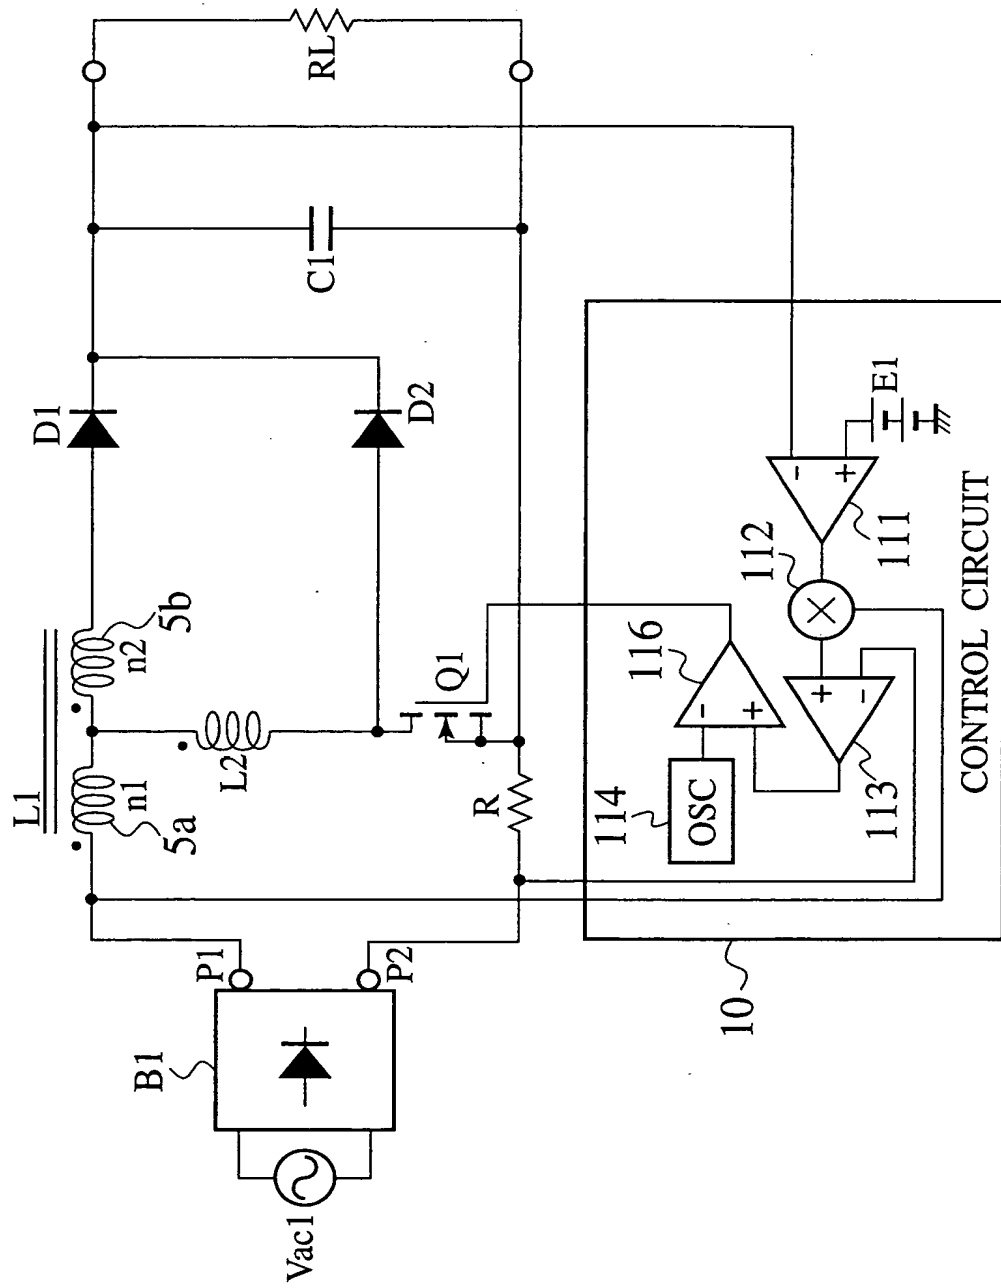 Vac1
B1
P1
P2
L1
5a
n1
n2
5b
L2
R
Q1
D1
D2
C1
RL
10
114
OSC
116
-
+
113
+
-
112
111
-
+
E1
CONTROL CIRCUIT